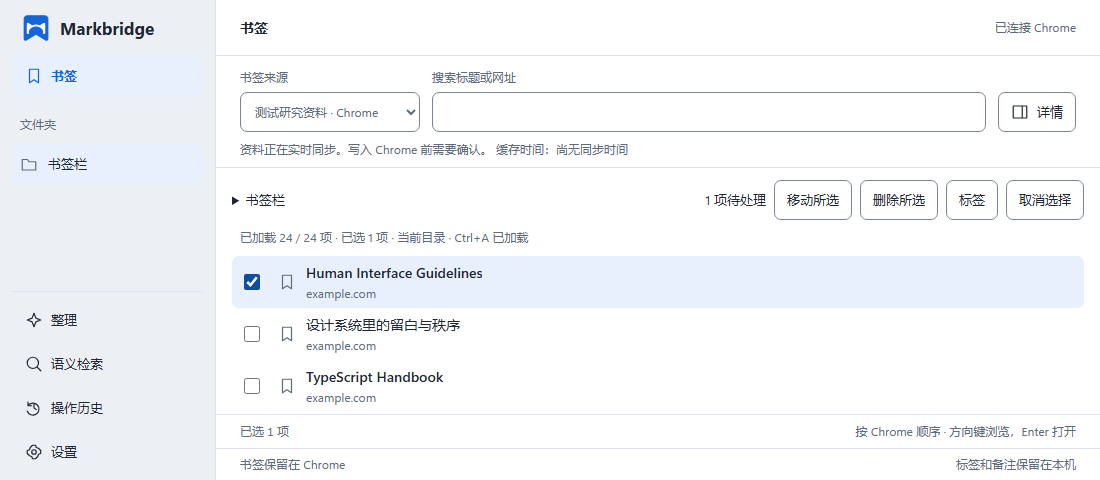 Markbridge
书签
文件夹
书签栏
整理
语义检索
操作历史
设置
书签
已连接 Chrome
书签来源
搜索标题或网址
测试研究资料 · Chrome
详情
资料正在实时同步。写入 Chrome 前需要确认。 缓存时间：尚无同步时间
书签栏
1 项待处理
移动所选
删除所选
标签
取消选择
已加载 24 / 24 项 · 已选 1 项 · 当前目录 · Ctrl+A 已加载
Human Interface Guidelines
example.com
设计系统里的留白与秩序
example.com
TypeScript Handbook
example.com
已选 1 项
按 Chrome 顺序 · 方向键浏览，Enter 打开
书签保留在 Chrome
标签和备注保留在本机